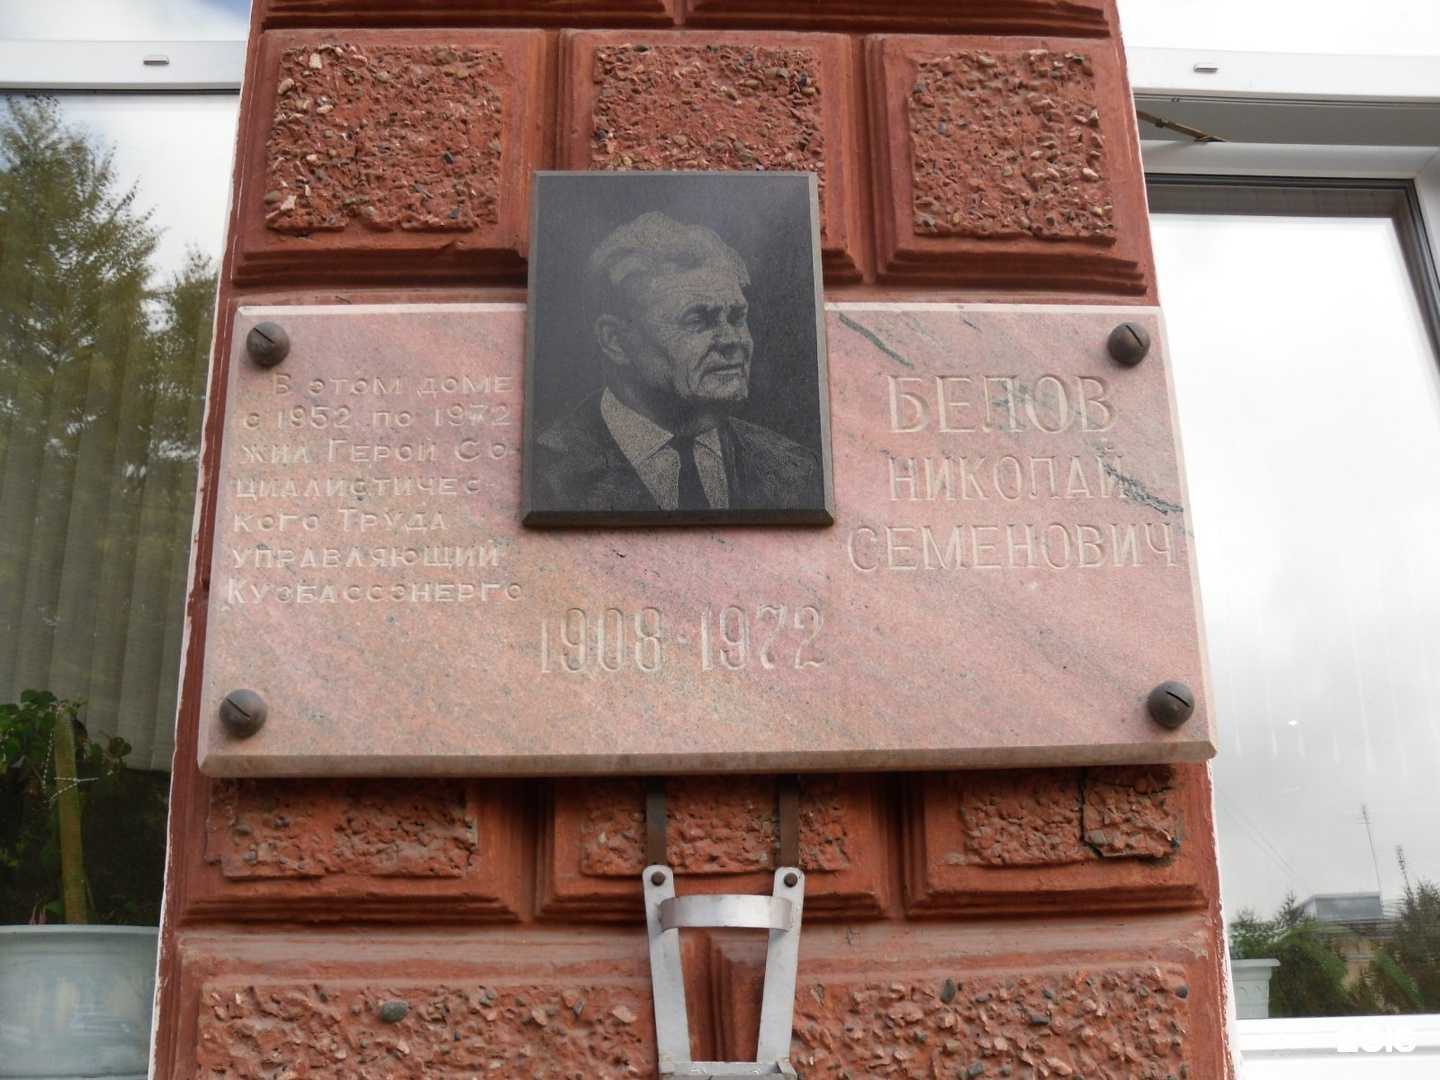 В этом доме
с 1952 по 1972
жил Герой Со-
циалистичес
кого Труда
управляющий
Кузбассэнерго
БЕЛОВ
НИКОЛАЙ
СЕМЕНОВИЧ
1908-1972